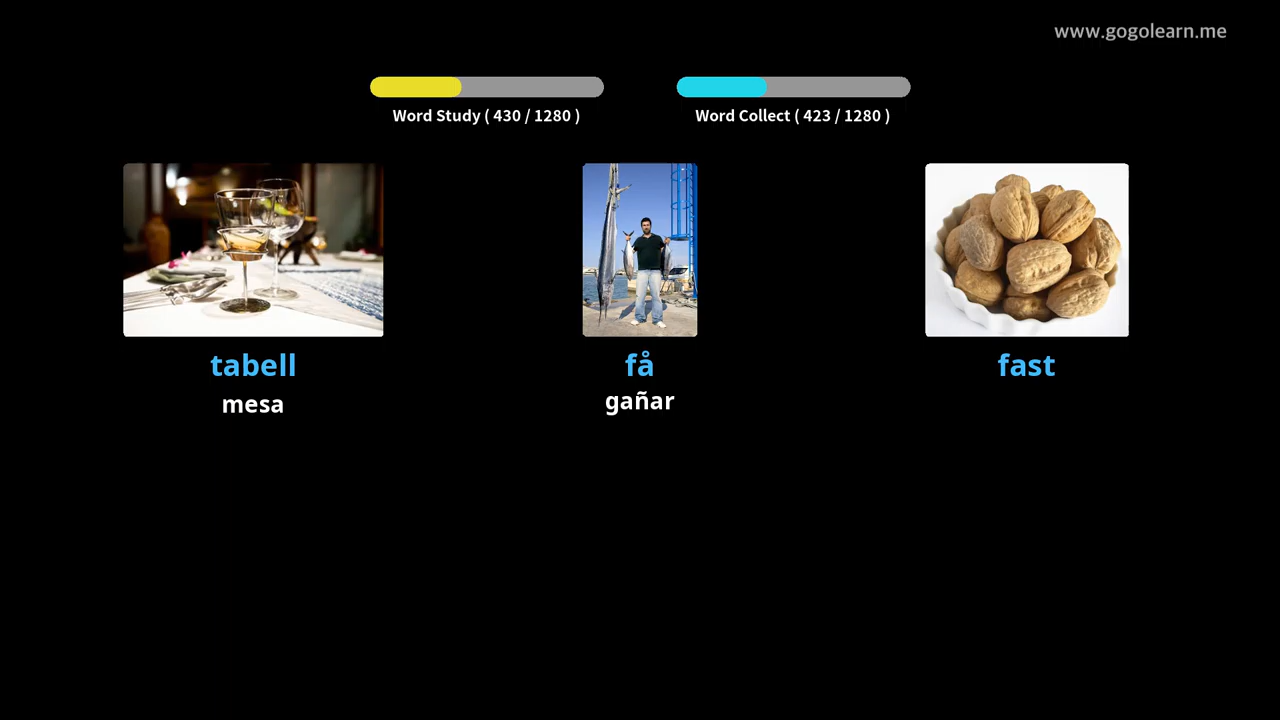 www.gogolearn.me
Word Study ( 430 / 1280 )
Word Collect ( 423 / 1280 )
tabell
få
fast
mesa
gañar